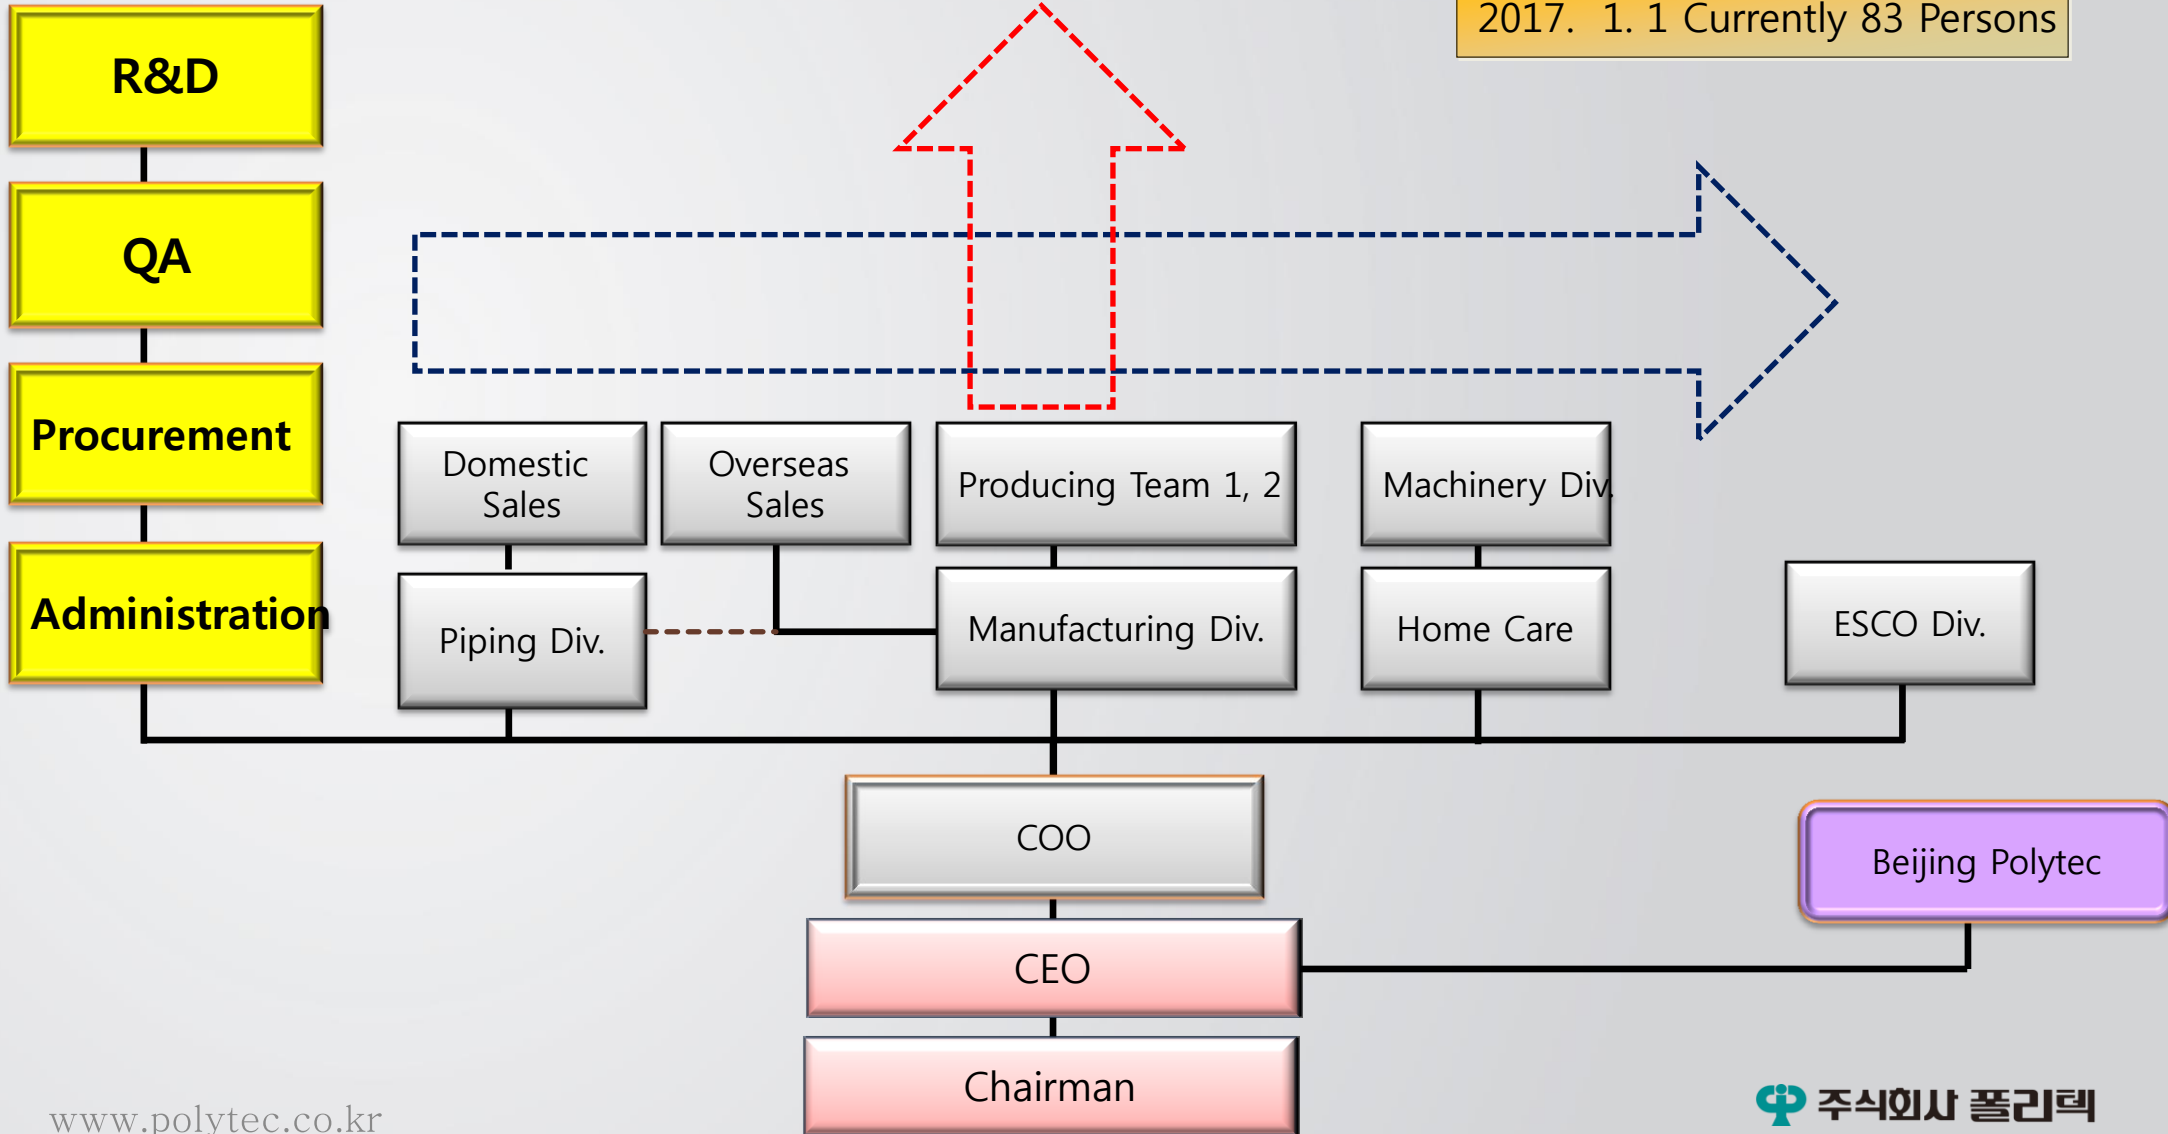 2017. 1. 1 Currently 83 Persons
R&D
QA
Procurement
Administration
Domestic
Sales
Overseas
Sales
Producing Team 1, 2
Machinery Div.
Piping Div.
Manufacturing Div.
Home Care
ESCO Div.
COO
Beijing Polytec
CEO
Chairman
www.polytec.co.kr
주식회사 폴리텍